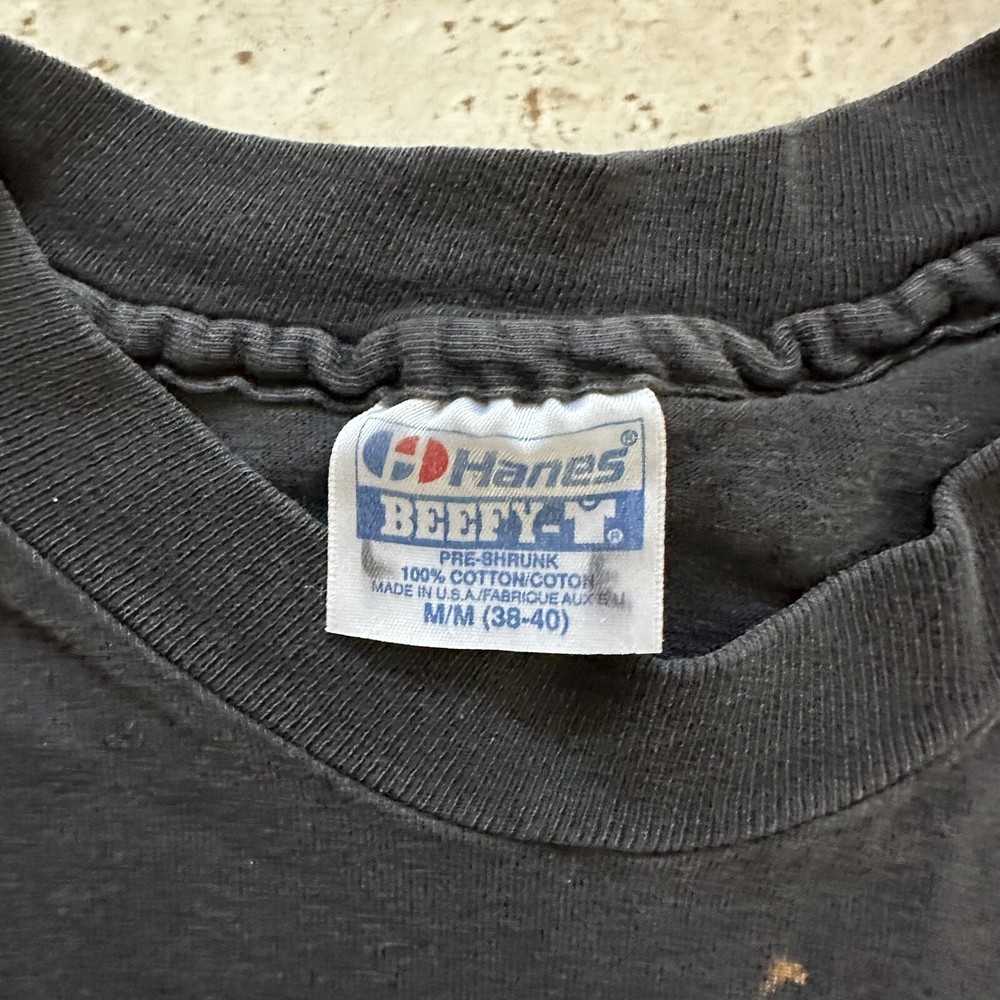 Hanes®
BEEFY-T®
PRE-SHRUNK
100% COTTON/COTON
MADE IN U.S.A./FABRIQUE AUX E.U.
M/M (38-40)